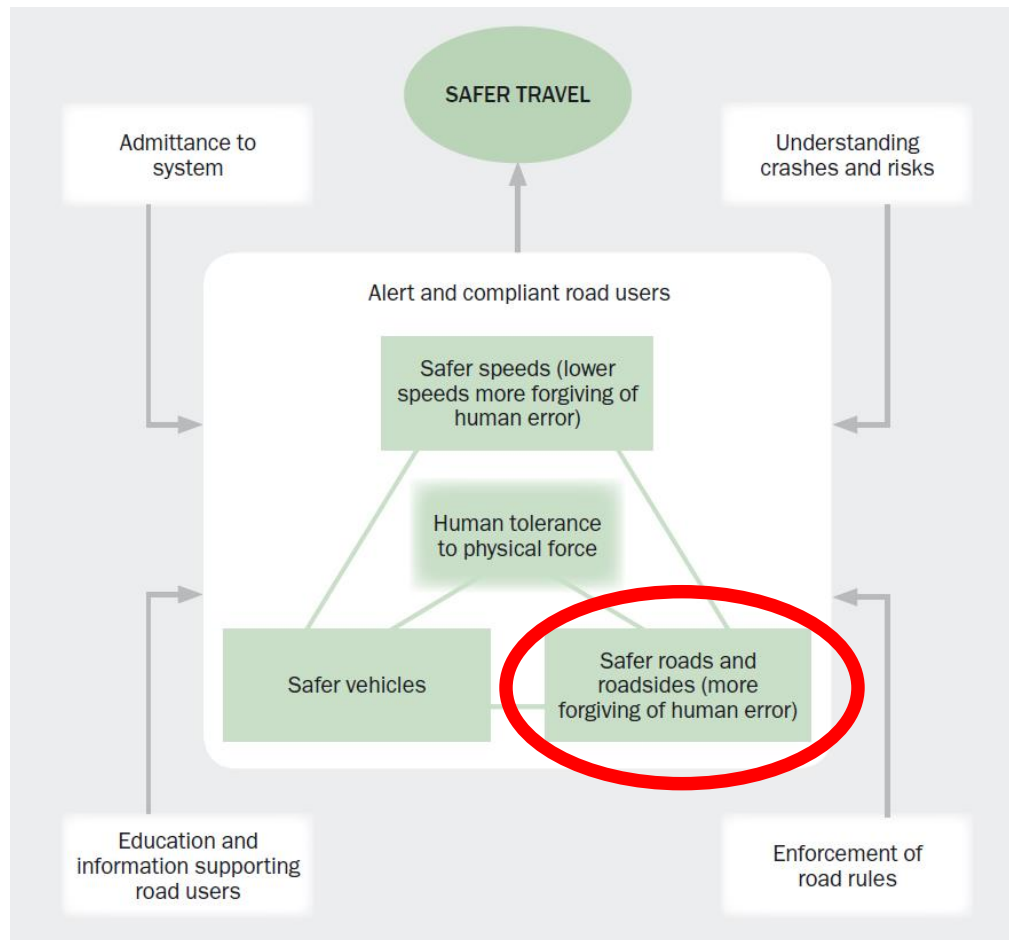 SAFER TRAVEL
Admittance to
system
Understanding
crashes and risks
Alert and compliant road users
Safer speeds (lower
speeds more forgiving of
human error)
Human tolerance
to physical force
Safer vehicles
Safer roads and
roadsides (more
forgiving of human error)
Education and
information supporting
road users
Enforcement of
road rules